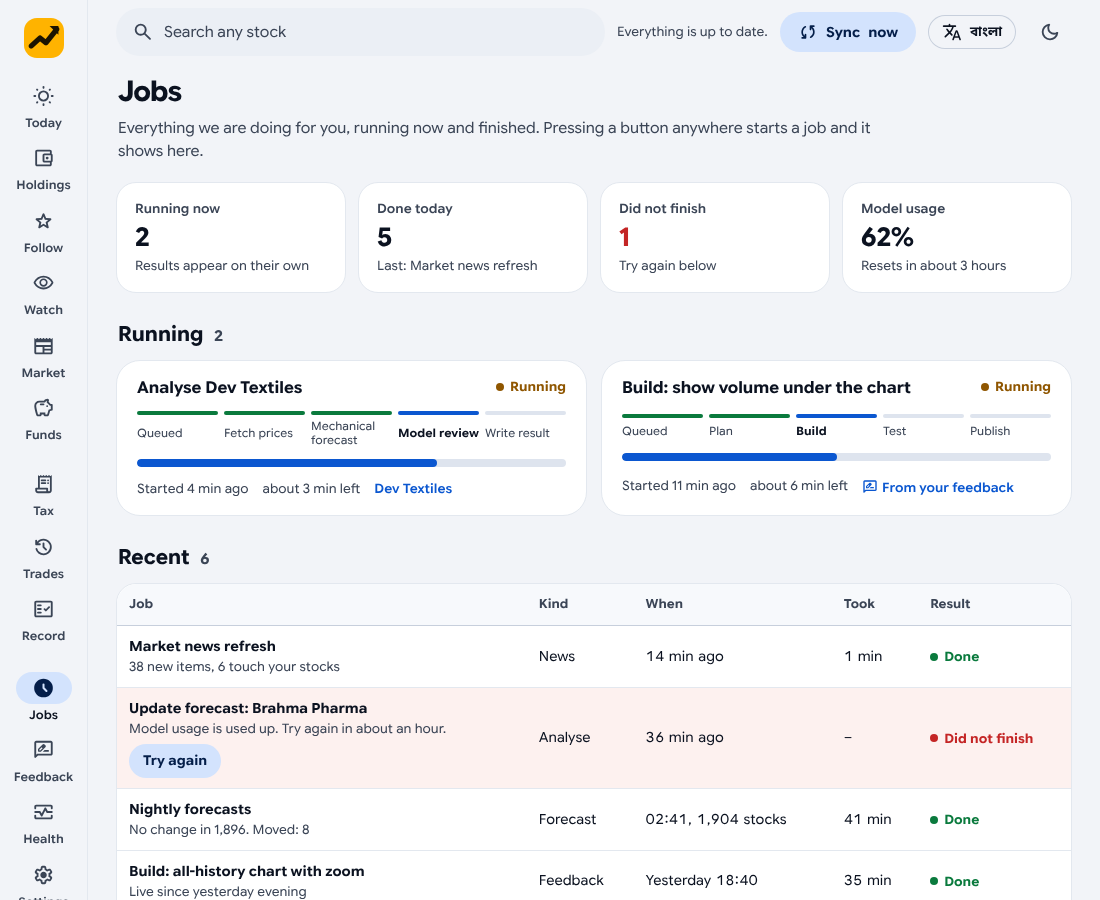 Search any stock
Everything is up to date.
Sync now
বাংলা
Today
Holdings
Follow
Watch
Market
Funds
Tax
Trades
Record
Jobs
Feedback
Health
Jobs
Everything we are doing for you, running now and finished. Pressing a button anywhere starts a job and it
shows here.
Running now
2
Results appear on their own
Done today
5
Last: Market news refresh
Did not finish
1
Try again below
Model usage
62%
Resets in about 3 hours
Running 2
Analyse Dev Textiles
Running
Queued
Fetch prices
Mechanical
forecast
Model review
Write result
Started 4 min ago
about 3 min left
Dev Textiles
Build: show volume under the chart
Running
Queued
Plan
Build
Test
Publish
Started 11 min ago
about 6 min left
From your feedback
Recent 6
Job Kind When Took Result
Market news refresh
38 new items, 6 touch your stocks
News 14 min ago 1 min Done
Update forecast: Brahma Pharma
Model usage is used up. Try again in about an hour.
Try again
Analyse 36 min ago – Did not finish
Nightly forecasts
No change in 1,896. Moved: 8
Forecast 02:41, 1,904 stocks 41 min Done
Build: all-history chart with zoom
Live since yesterday evening
Feedback Yesterday 18:40 35 min Done